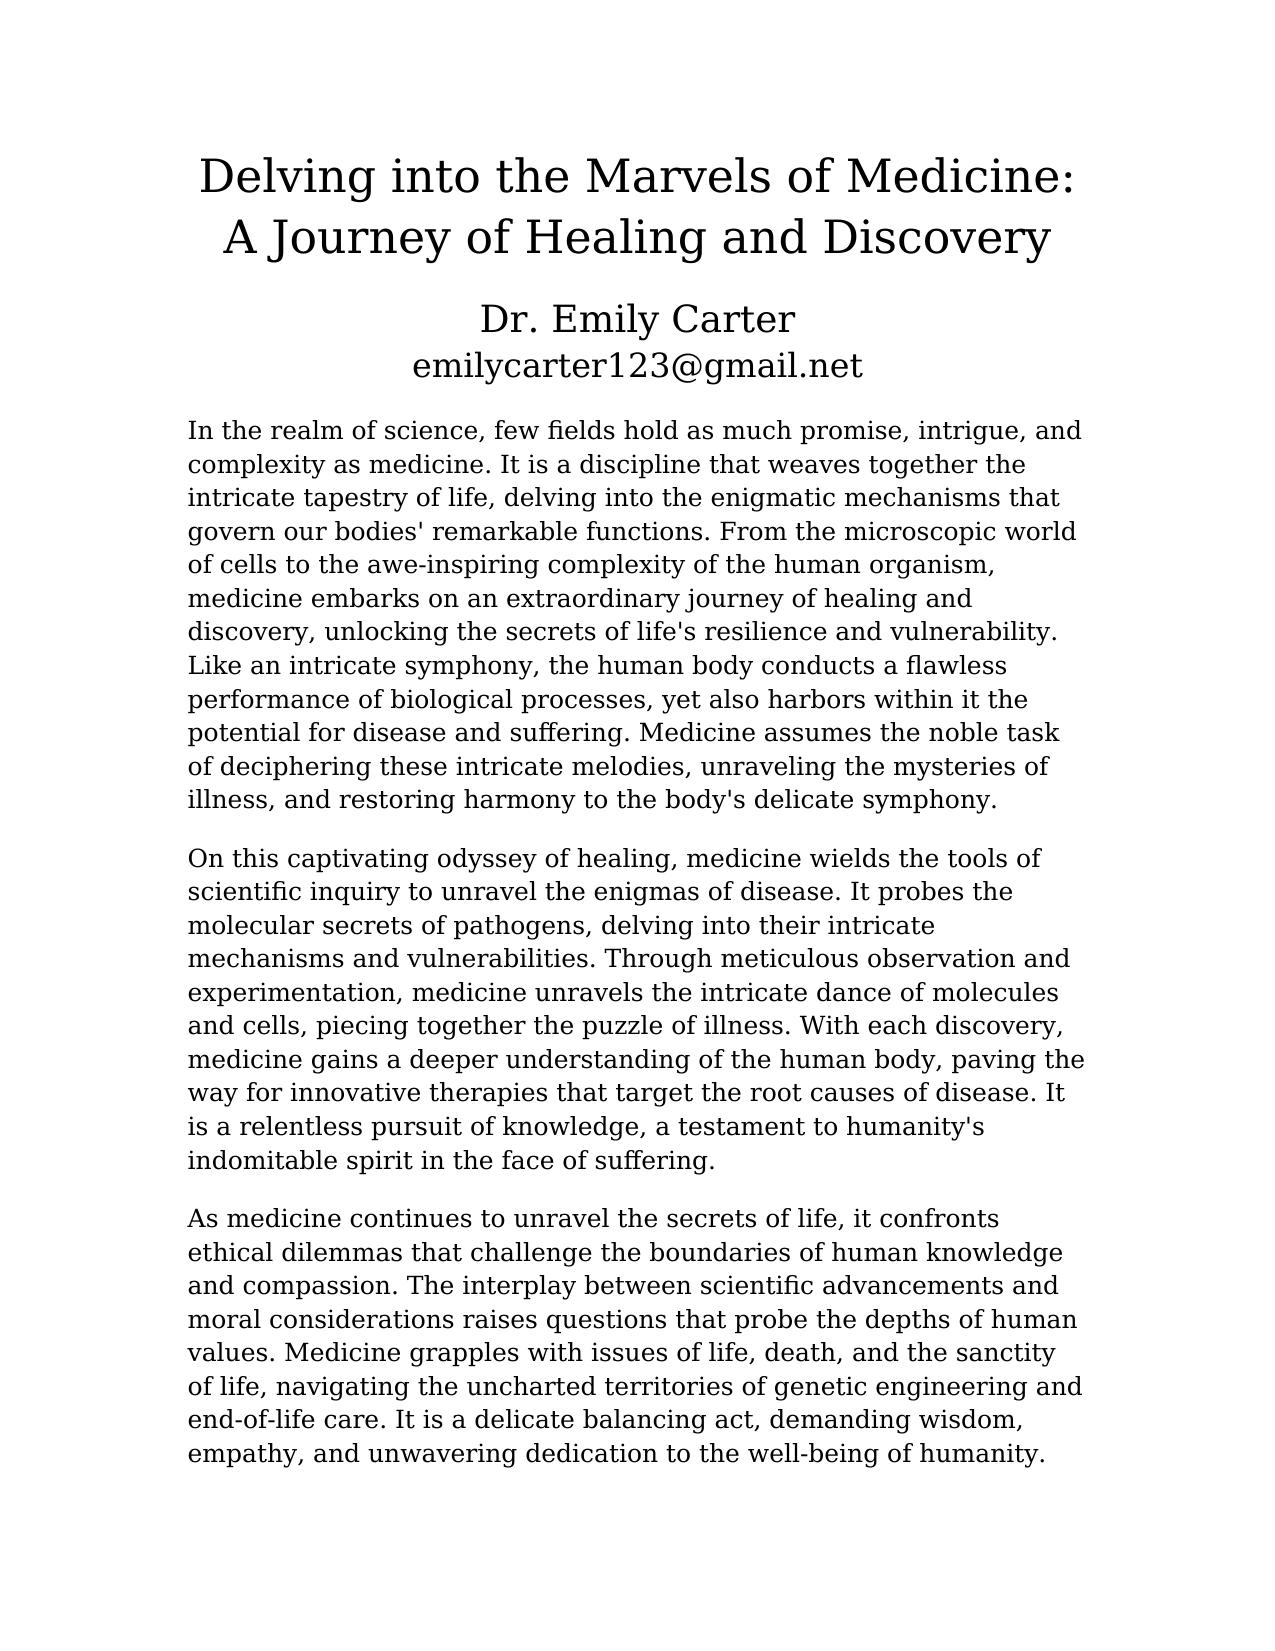 Delving into the Marvels of Medicine:
A Journey of Healing and Discovery
Dr. Emily Carter
emilycarter123@gmail.net
In the realm of science, few fields hold as much promise, intrigue, and
complexity as medicine. It is a discipline that weaves together the
intricate tapestry of life, delving into the enigmatic mechanisms that
govern our bodies' remarkable functions. From the microscopic world
of cells to the awe-inspiring complexity of the human organism,
medicine embarks on an extraordinary journey of healing and
discovery, unlocking the secrets of life's resilience and vulnerability.
Like an intricate symphony, the human body conducts a flawless
performance of biological processes, yet also harbors within it the
potential for disease and suffering. Medicine assumes the noble task
of deciphering these intricate melodies, unraveling the mysteries of
illness, and restoring harmony to the body's delicate symphony.
On this captivating odyssey of healing, medicine wields the tools of
scientific inquiry to unravel the enigmas of disease. It probes the
molecular secrets of pathogens, delving into their intricate
mechanisms and vulnerabilities. Through meticulous observation and
experimentation, medicine unravels the intricate dance of molecules
and cells, piecing together the puzzle of illness. With each discovery,
medicine gains a deeper understanding of the human body, paving the
way for innovative therapies that target the root causes of disease. It
is a relentless pursuit of knowledge, a testament to humanity's
indomitable spirit in the face of suffering.
As medicine continues to unravel the secrets of life, it confronts
ethical dilemmas that challenge the boundaries of human knowledge
and compassion. The interplay between scientific advancements and
moral considerations raises questions that probe the depths of human
values. Medicine grapples with issues of life, death, and the sanctity
of life, navigating the uncharted territories of genetic engineering and
end-of-life care. It is a delicate balancing act, demanding wisdom,
empathy, and unwavering dedication to the well-being of humanity.